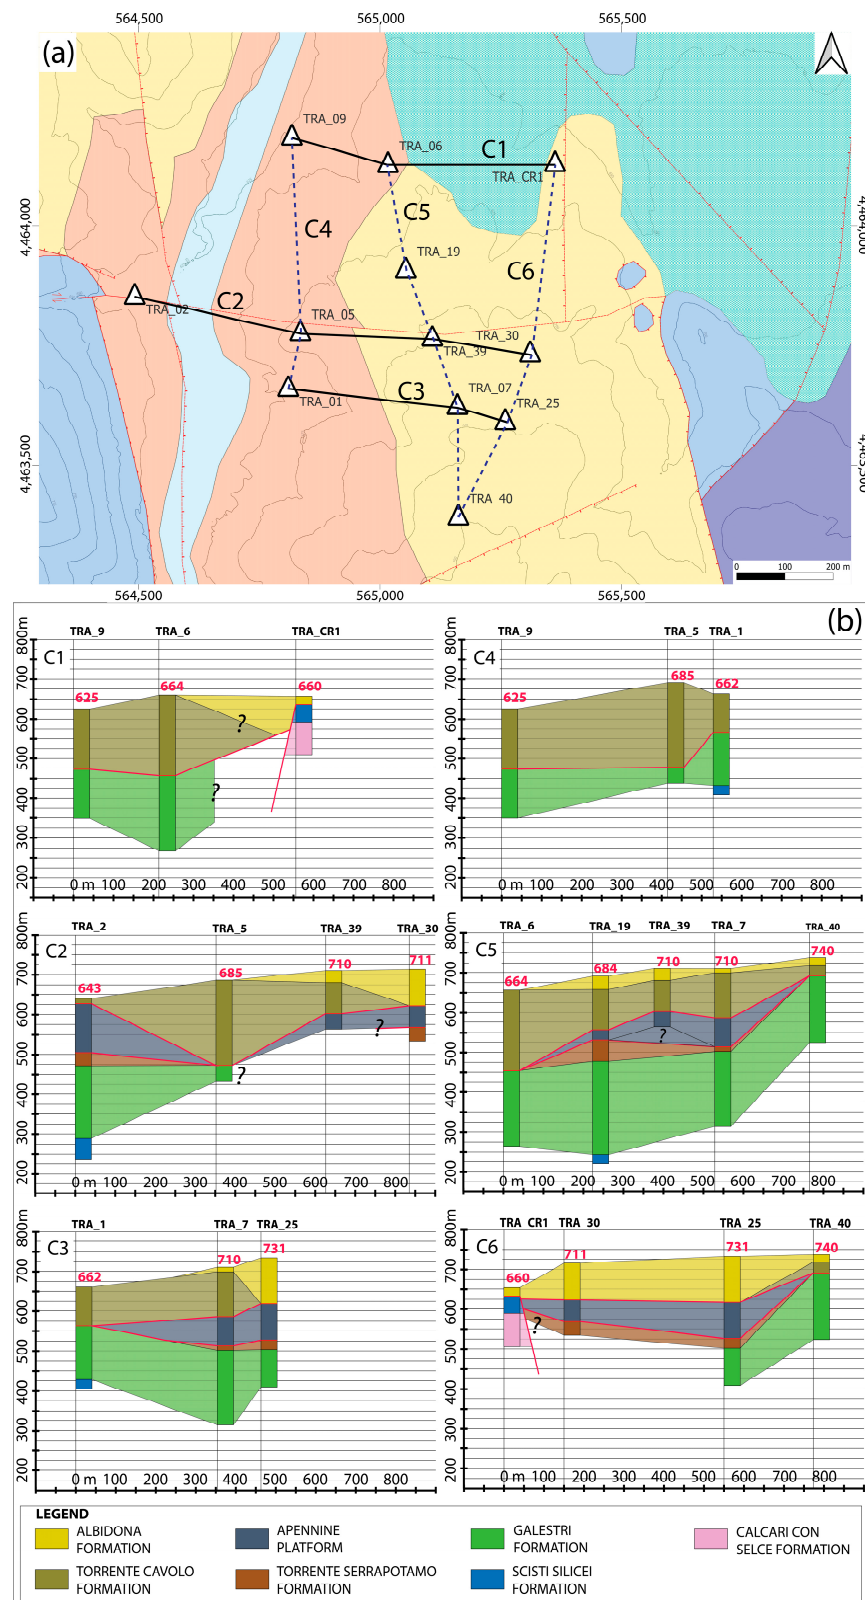 564,500 565,000 565,500
(a)
TRA_09
TRA_06
C1
TRA_CR1
C5
C4
4,464,000
4,464,000
TRA_19
C6
C2
TRA_02
TRA_05
TRA_30
TRA_39
TRA_07
C3
TRA_25
TRA_01
4,463,500
4,463,500
TRA_40
0 100 200 m
564,500 565,000 565,500
(b)
TRA_9 TRA_6 TRA_CR1
C1
800m
700
600
500
400
300
200
625 664 660
?
?
0 m 100 200 300 400 500 600 700 800
TRA_9 TRA_5 TRA_1
C4
800m
700
600
500
400
300
200
625 685 662
0 m 100 200 300 400 500 600 700 800
TRA_2 TRA_5 TRA_39 TRA_30
C2
800m
700
600
500
400
300
200
643 685 710 711
?
?
0 m 100 200 300 400 500 600 700 800
TRA_6 TRA_19 TRA_39 TRA_7 TRA_40
C5
800m
700
600
500
400
300
200
664 684 710 710 740
?
0 m 100 200 300 400 500 600 700 800
TRA_1 TRA_7 TRA_25
C3
800m
700
600
500
400
300
200
662 710 731
0 m 100 200 300 400 500 600 700 800
TRA_CR1 TRA_30 TRA_25 TRA_40
C6
800m
700
600
500
400
300
200
660 711 731 740
?
0 m 100 200 300 400 500 600 700 800
LEGEND
ALBIDONA
FORMATION
APENNINE
PLATFORM
GALESTRI
FORMATION
CALCARI CON
SELCE FORMATION
TORRENTE CAVOLO
FORMATION
TORRENTE SERRAPOTAMO
FORMATION
SCISTI SILICEI
FORMATION